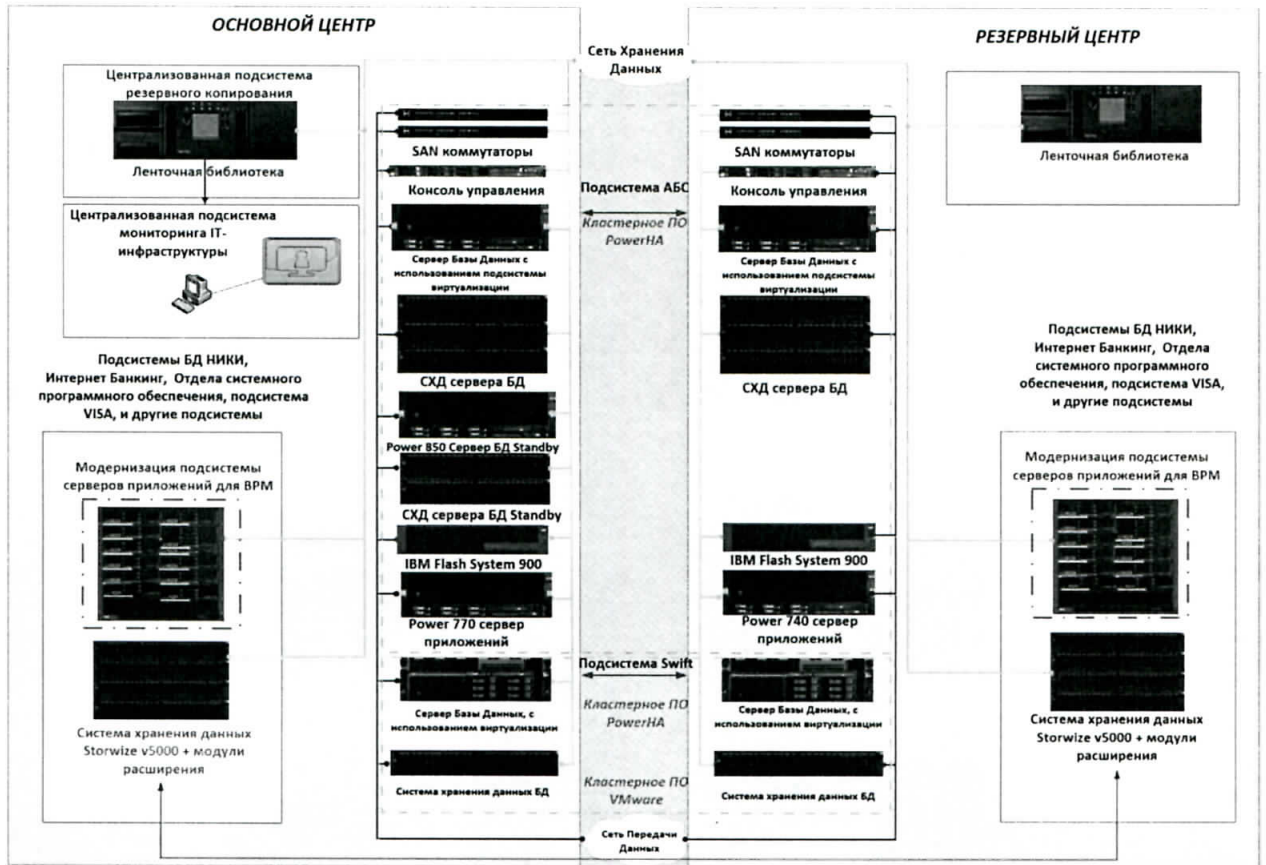 ОСНОВНОЙ ЦЕНТР
Централизованная подсистема
резервного копирования
Ленточная библиотека
Централизованная подсистема
мониторинга IT-
инфраструктуры
Подсистемы БД НИКИ,
Интернет Банкинг, Отдела системного
программного обеспечения, подсистема
VISA, и другие подсистемы
Модернизация подсистемы
серверов приложений для BPM
Система хранения данных
Storwize v5000 + модули
расширения
SAN коммутаторы
Консоль управления
Сервер Базы Данных с
использованием подсистемы
виртуализации
СХД сервера БД
Power 850 Сервер БД Standby
СХД сервера БД Standby
IBM Flash System 900
Power 770 сервер
приложений
Сервер Базы Данных, с
использованием виртуализации
Система хранения данных БД
Сеть Хранения
Данных
Подсистема АБС
Кластерное ПО
PowerHA
Подсистема Swift
Кластерное ПО
PowerHA
Кластерное ПО
VMware
Сеть Передачи
Данных
РЕЗЕРВНЫЙ ЦЕНТР
SAN коммутаторы
Консоль управления
Сервер Базы Данных с
использованием подсистемы
виртуализации
СХД сервера БД
IBM Flash System 900
Power 740 сервер
приложений
Сервер Базы Данных, с
использованием виртуализации
Система хранения данных БД
Ленточная библиотека
Подсистемы БД НИКИ,
Интернет Банкинг, Отдела
системного программного
обеспечения, подсистема VISA,
и другие подсистемы
Модернизация подсистемы
серверов приложений для BPM
Система хранения данных
Storwize v5000 + модули
расширения